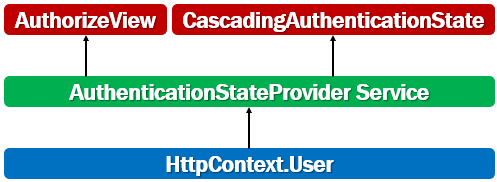 AuthorizeView
CascadingAuthenticationState
AuthenticationStateProvider Service
HttpContext.User